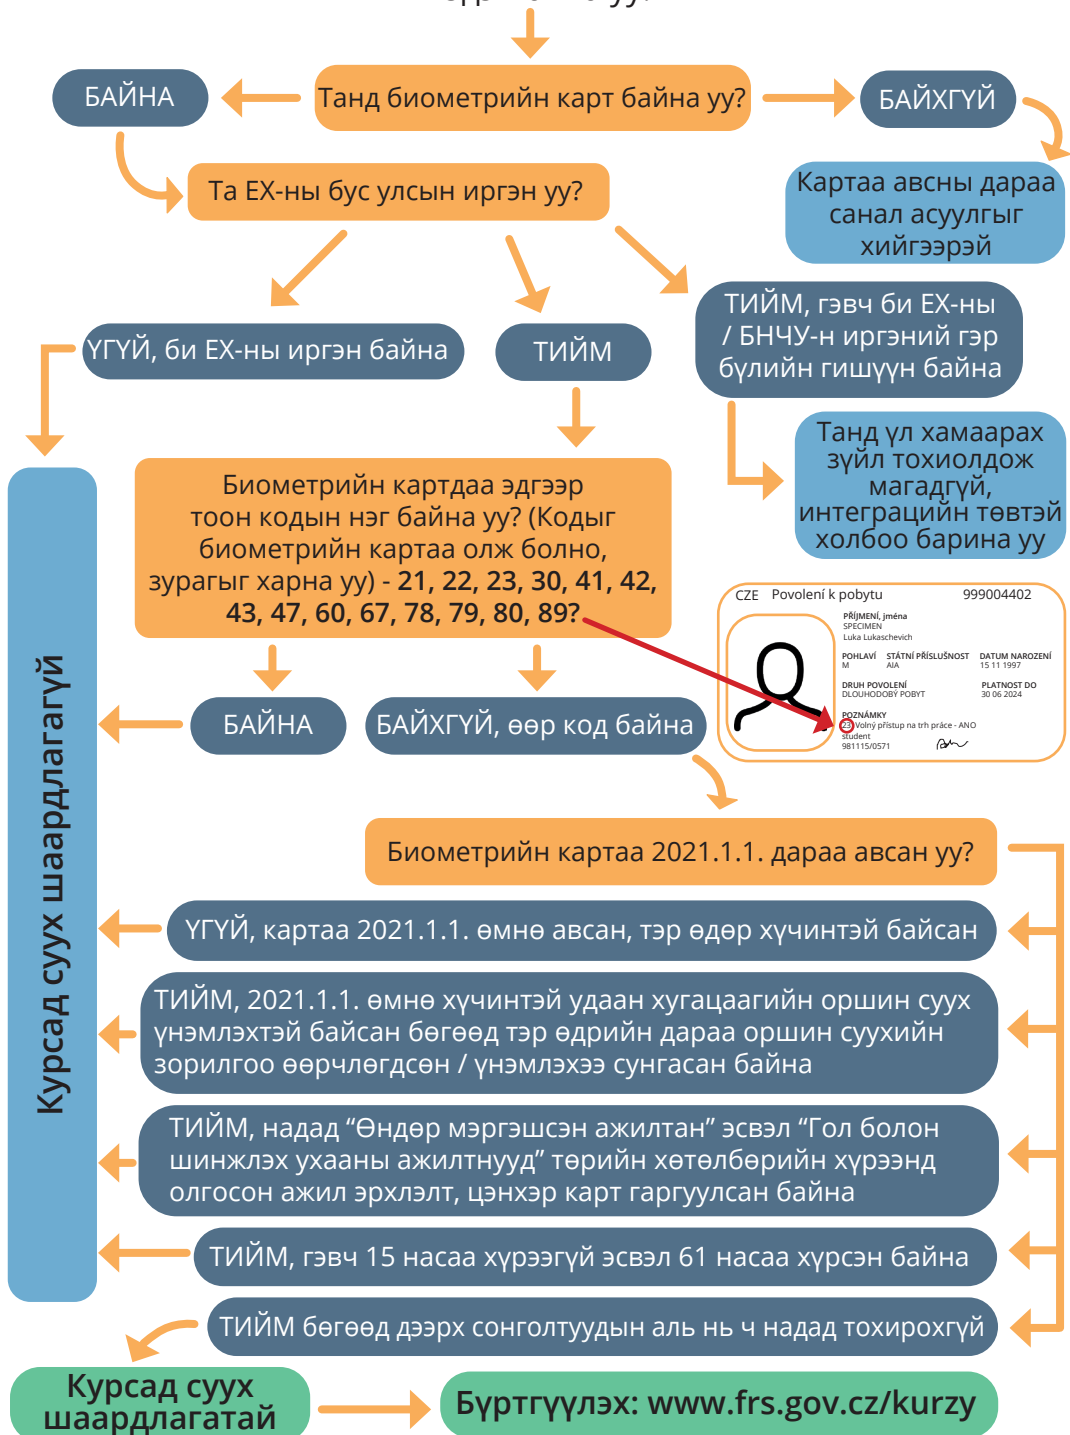 Танд биометрийн карт байна уу?
БАЙНА
БАЙХГҮЙ
Картаа авсны дараа
санал асуулгыг
хийгээрэй
Та ЕХ-ны бус улсын иргэн уу?
ҮГҮЙ, би ЕХ-ны иргэн байна
ТИЙМ
ТИЙМ, гэвч би ЕХ-ны
/ БНЧУ-н иргэний гэр
бүлийн гишүүн байна
Танд үл хамаарах
зүйл тохиолдож
магадгүй,
интеграцийн төвтэй
холбоо барина уу
Биометрийн картдаа эдгээр
тоон кодын нэг байна уу? (Кодыг
биометрийн картаа олж болно,
зурагыг харна уу) - 21, 22, 23, 30, 41, 42,
43, 47, 60, 67, 78, 79, 80, 89?
CZE Povolení k pobytu 999004402
PŘÍJMENÍ, jména
SPECIMEN
Luka Lukaschevich
POHLAVÍ STÁTNÍ PŘÍSLUŠNOST DATUM NAROZENÍ
M AIA 15 11 1997
DRUH POVOLENÍ PLATNOST DO
DLOUHODOBÝ POBYT 30 06 2024
POZNÁMKY
23 Volný přístup na trh práce - ANO
student
981115/0571
БАЙНА
БАЙХГҮЙ, өөр код байна
Биометрийн картаа 2021.1.1. дараа авсан уу?
ҮГҮЙ, картаа 2021.1.1. өмнө авсан, тэр өдөр хүчинтэй байсан
ТИЙМ, 2021.1.1. өмнө хүчинтэй удаан хугацаагийн оршин суух
үнэмлэхтэй байсан бөгөөд тэр өдрийн дараа оршин суухийн
зорилгоо өөрчлөгдсөн / үнэмлэхээ сунгасан байна
ТИЙМ, надад “Өндөр мэргэшсэн ажилтан” эсвэл “Гол болон
шинжлэх ухааны ажилтнууд” төрийн хөтөлбөрийн хүрээнд
олгосон ажил эрхлэлт, цэнхэр карт гаргуулсан байна
ТИЙМ, гэвч 15 насаа хүрээгүй эсвэл 61 насаа хүрсэн байна
ТИЙМ бөгөөд дээрх сонголтуудын аль нь ч надад тохирохгүй
Курсад суух шаардлагагүй
Курсад суух
шаардлагатай
Бүртгүүлэх: www.frs.gov.cz/kurzy